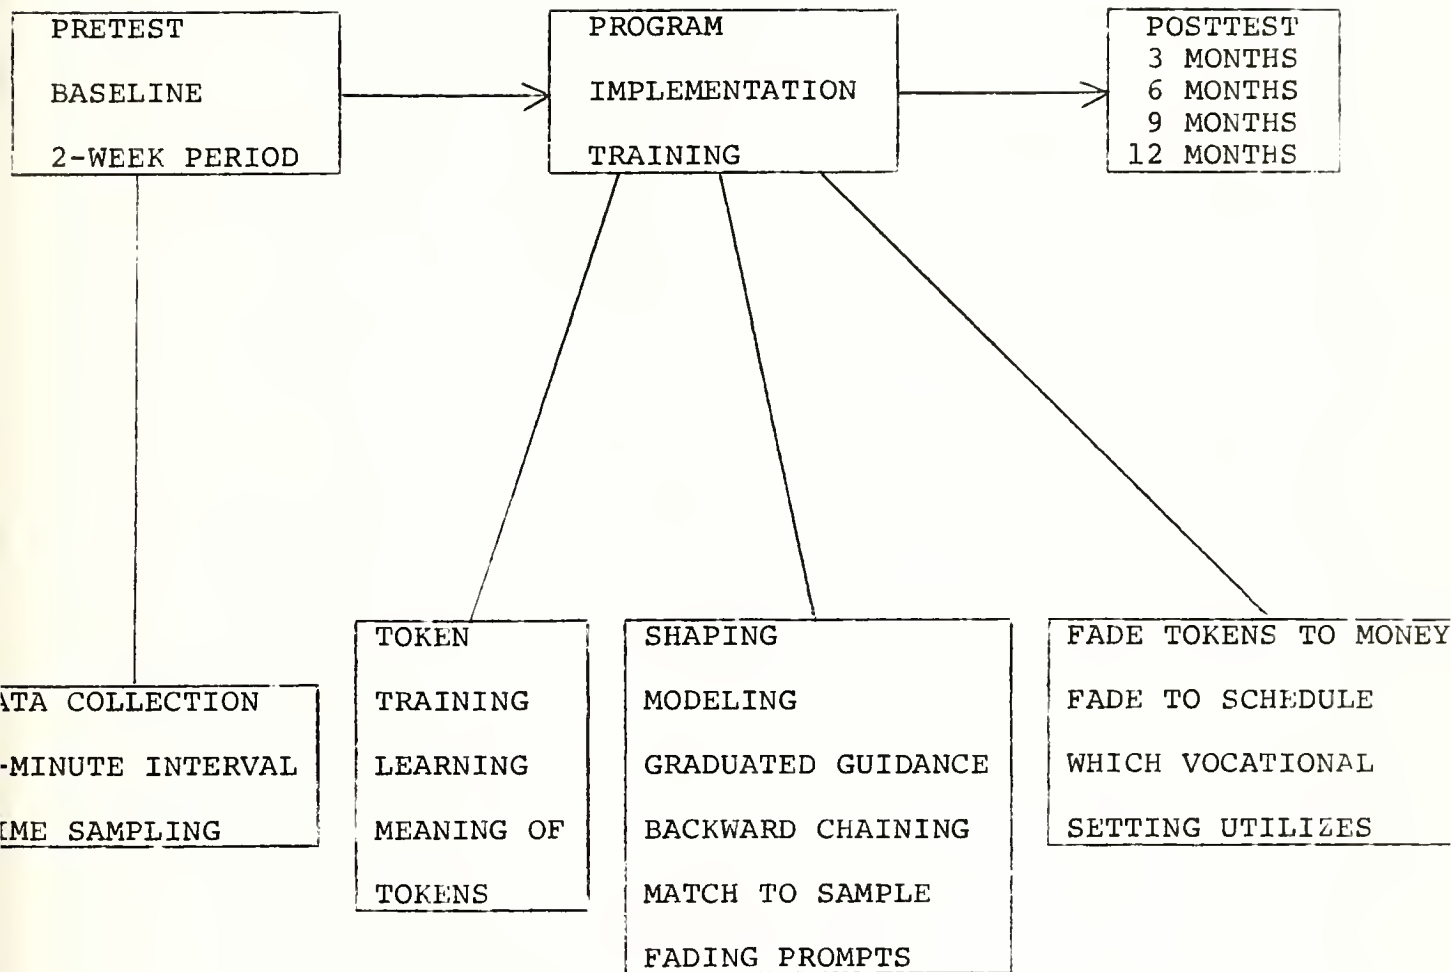 PRETEST
BASELINE
2-WEEK PERIOD
PROGRAM
IMPLEMENTATION
TRAINING
POSTTEST
3 MONTHS
6 MONTHS
9 MONTHS
12 MONTHS
COLLECTION
-MINUTE INTERVAL
SAMPLING
TOKEN
TRAINING
LEARNING
MEANING OF
TOKENS
SHAPING
MODELING
GRADUATED GUIDANCE
BACKWARD CHAINING
MATCH TO SAMPLE
FADING PROMPTS
FADE TOKENS TO MONEY
FADE TO SCHEDULE
WHICH VOCATIONAL
SETTING UTILIZES